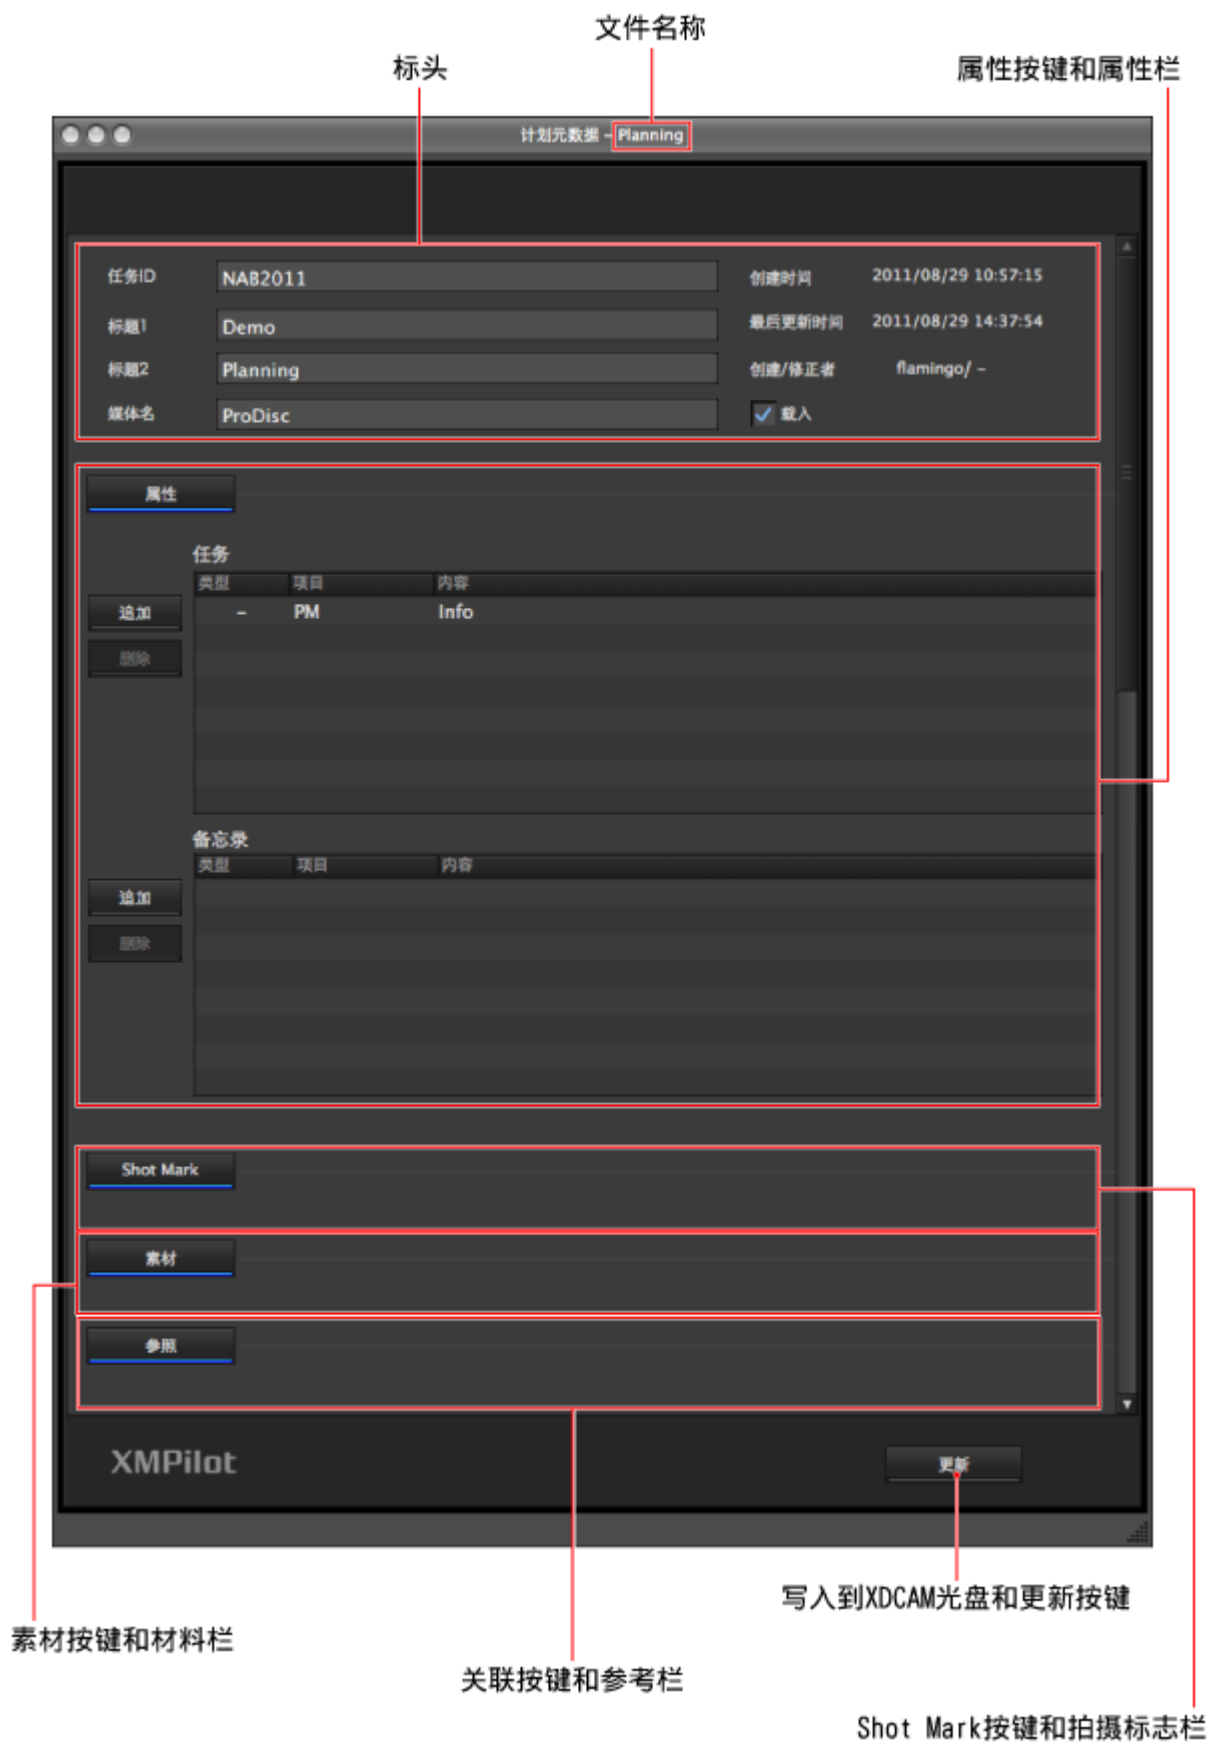 文件名称
标头
属性按键和属性栏
计划元数据 – Planning
任务ID NAB2011 创建时间 2011/08/29 10:57:15
标题1 Demo 最后更新时间 2011/08/29 14:37:54
标题2 Planning 创建/修正者 flamingo/ –
媒体名 ProDisc 载入
属性
任务
类型 项目 内容
追加 – PM Info
删除
备忘录
类型 项目 内容
追加
删除
Shot Mark
素材
参照
XMPilot 更新
写入到XDCAM光盘和更新按键
素材按键和材料栏
关联按键和参考栏
Shot Mark按键和拍摄标志栏